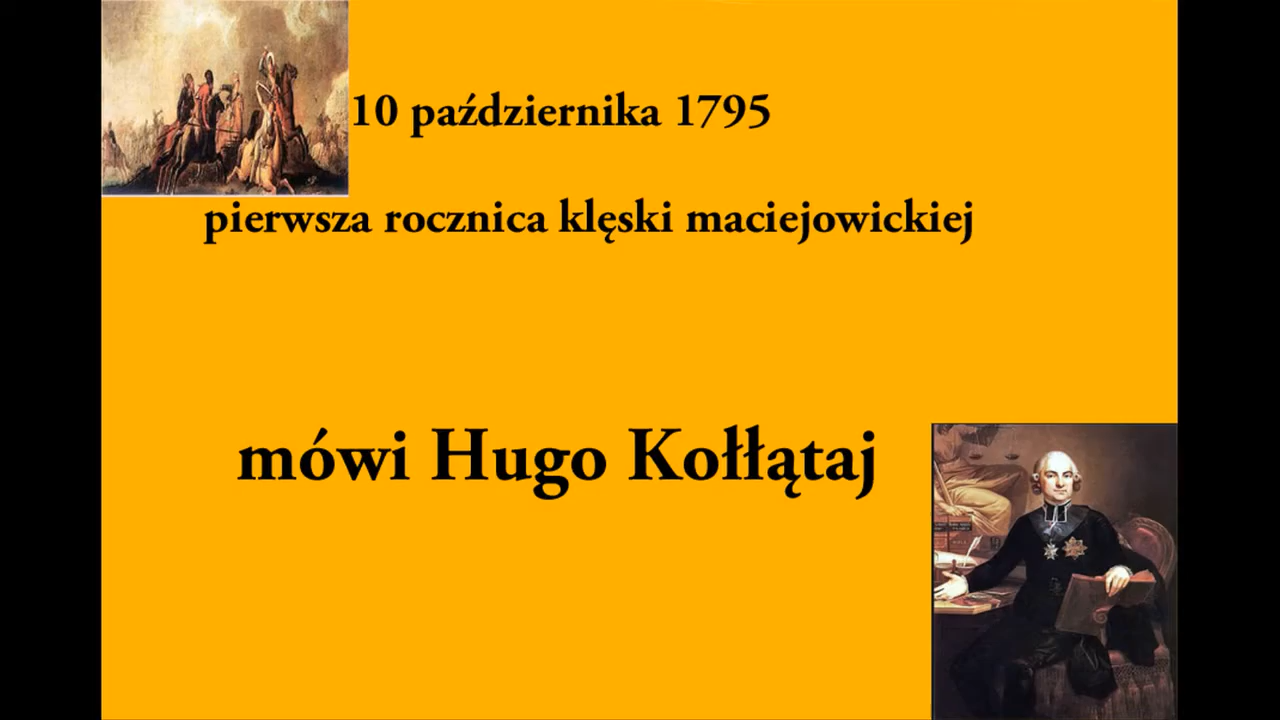 10 października 1795
pierwsza rocznica klęski maciejowickiej
mówi Hugo Kołłątaj